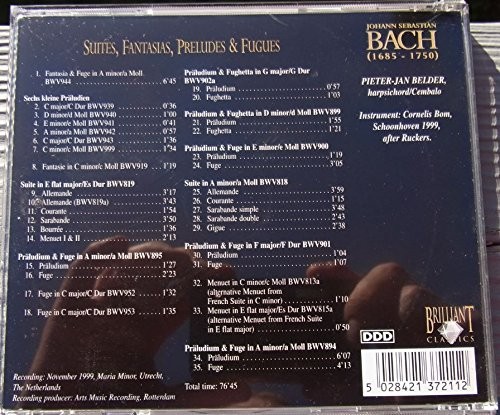 SUITES, FANTASIAS, PRELUDES & FUGUES
JOHANN SEBASTIAN
BACH
(1685 - 1750)
PIETER-JAN BELDER,
harpsichord/Cembalo
Instrument: Cornelis Bom,
Schoonhoven 1999,
after Ruckers.
1. Fantasia & Fuge in A minor/a Moll
BWV944 6'45
Sechs kleine Präludien
2. C major/C Dur BWV939 0'36
3. D minor/d Moll BWV940 1'00
4. E minor/e Moll BWV941 0'41
5. A minor/a Moll BWV942 0'57
6. C major/C Dur BWV943 1'36
7. C minor/c Moll BWV999 1'54
8. Fantasie in C minor/c Moll BWV919 1'19
Suite in E flat major/Es Dur BWV819
9. Allemande 3'17
10. Allemande (BWV819a) 3'07
11. Courante 1'54
12. Sarabande 3'50
13. Bourrée 1'36
14. Menuet I & II 2'43
Präludium & Fuge in A minor/a Moll BWV895
15. Präludium 1'27
16. Fuge 2'23
17. Fuge in C major/C Dur BWV952 1'32
18. Fuge in C major/C Dur BWV953 1'35
Präludium & Fughetta in G major/G Dur
BWV902a
19. Präludium 0'57
20. Fughetta 1'03
Präludium & Fughetta in D minor/d Moll BWV899
21. Präludium 1'55
22. Fughetta 1'21
Präludium & Fuge in E minor/e Moll BWV900
23. Präludium 1'19
24. Fuge 3'05
Suite in A minor/a Moll BWV818
25. Allemande 3'59
26. Courante 1'15
27. Sarabande simple 3'48
28. Sarabande double 2'43
29. Gigue 2'38
Präludium & Fuge in F major/F Dur BWV901
30. Präludium 1'04
31. Fuge 1'07
32. Menuet in C minor/c Moll BWV813a
(alternative Menuet from
French Suite in C minor) 1'10
33. Menuet in E flat major/Es Dur BWV815a
(alternative Menuet from French Suite
in E flat major) 0'50
Präludium & Fuge in A minor/a Moll BWV894
34. Präludium 6'07
35. Fuge 4'13
Total time: 76'45
Recording: November 1999, Maria Minor, Utrecht,
The Netherlands
Recording producer: Arts Music Recording, Rotterdam
DDD
BRILLIANT
CLASSICS
5 028421 372112